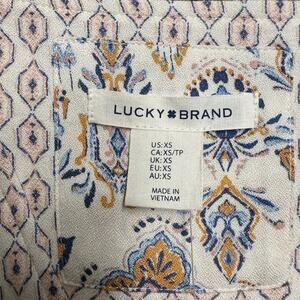 LUCKY BRAND
US:XS
CA:XS/TP
UK:XS
EU:XS
AU:XS
MADE IN
VIETNAM